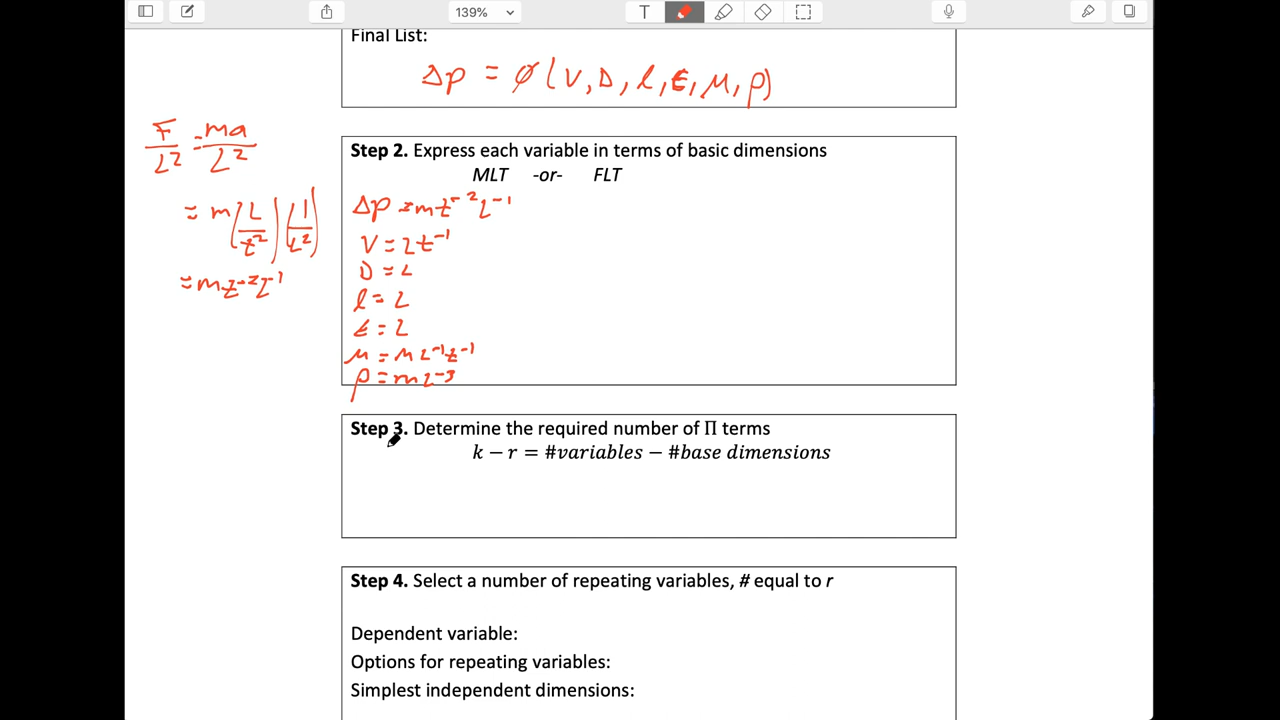 139%
T
Final List:
Δp = ϕ(V, D, l, ε, μ, ρ)
F/L² = ma/L²
= m(L/t²)(1/L²)
= mt⁻²L⁻¹
Step 2. Express each variable in terms of basic dimensions
MLT -or- FLT
Δp = mt⁻²L⁻¹
V = Lt⁻¹
D = L
l = L
ε = L
μ = mL⁻¹t⁻¹
ρ = mL⁻³
Step 3. Determine the required number of Π terms
k − r = #variables − #base dimensions
Step 4. Select a number of repeating variables, # equal to r
Dependent variable:
Options for repeating variables:
Simplest independent dimensions: